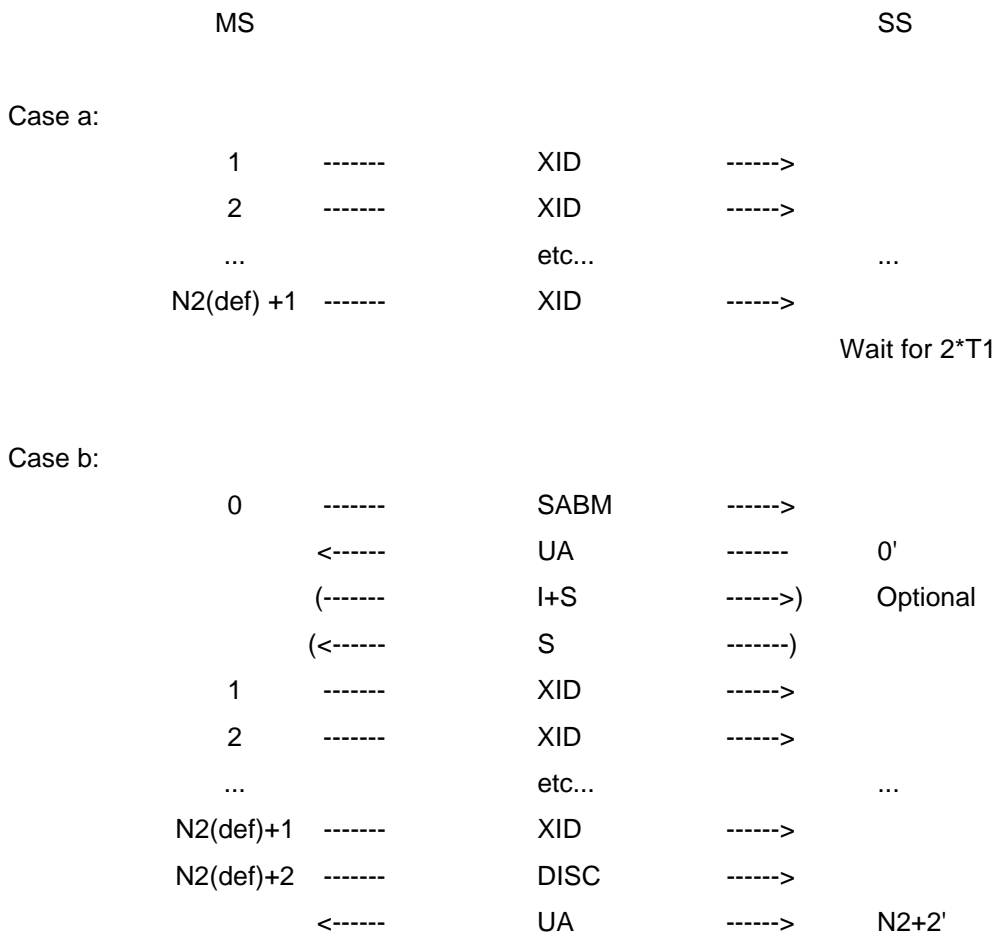 MS SS
Case a:
1 ------- XID ------>
2 ------- XID ------>
... etc... ...
N2(def) +1 ------- XID ------>
Wait for 2*T1
Case b:
0 ------- SABM ------>
<------ UA ------- 0'
(------- I+S ------>) Optional
(<------ S -------)
1 ------- XID ------>
2 ------- XID ------>
... etc... ...
N2(def)+1 ------- XID ------>
N2(def)+2 ------- DISC ------>
<------ UA ------> N2+2'